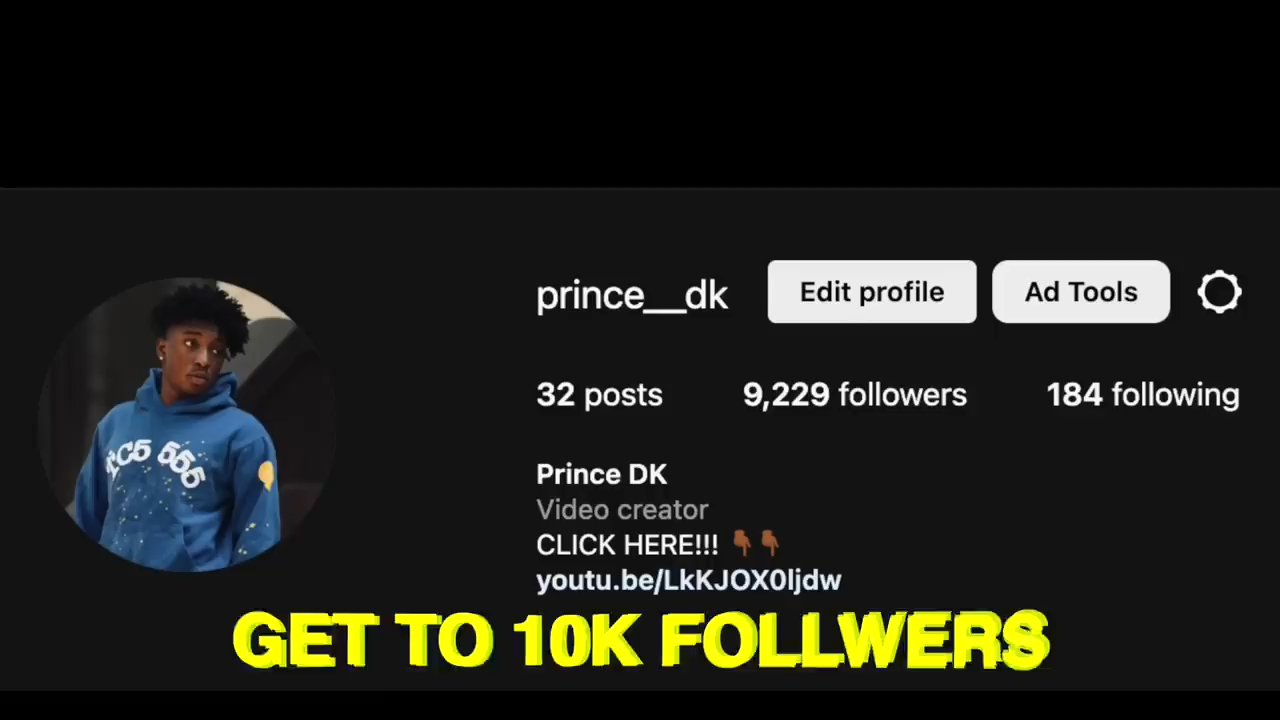 prince__dk Edit profile Ad Tools
32 posts 9,229 followers 184 following
Prince DK
Video creator
CLICK HERE!!! 👇🏾👇🏾
youtu.be/LkKJOX0ljdw
GET TO 10K FOLLWERS